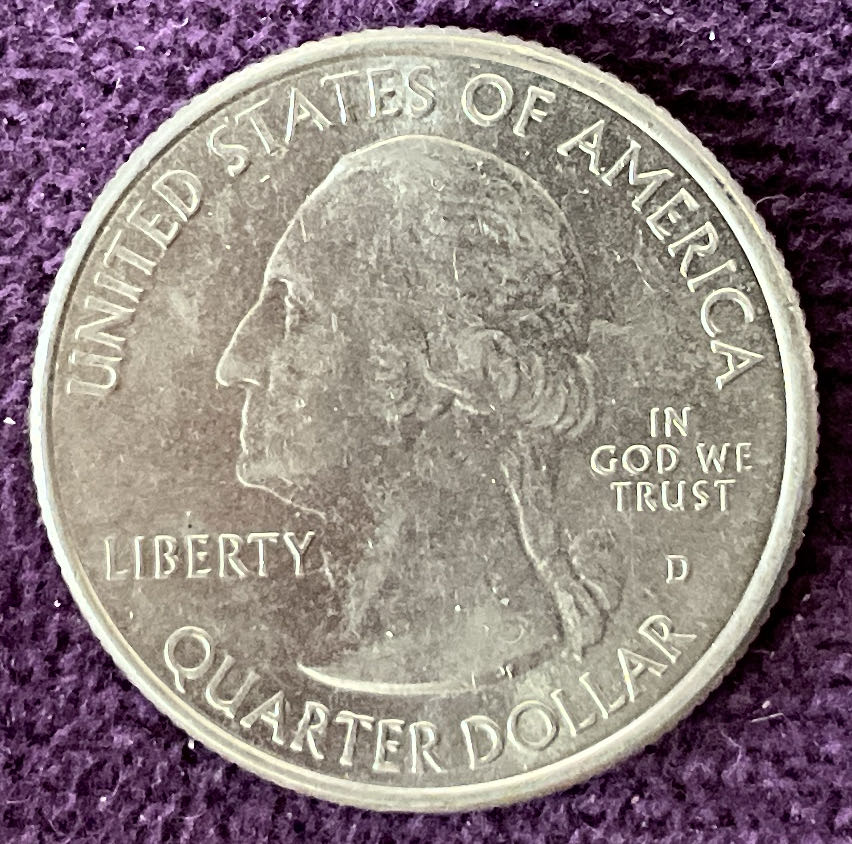 UNITED STATES OF AMERICA
IN
GOD WE
TRUST
LIBERTY
D
QUARTER DOLLAR